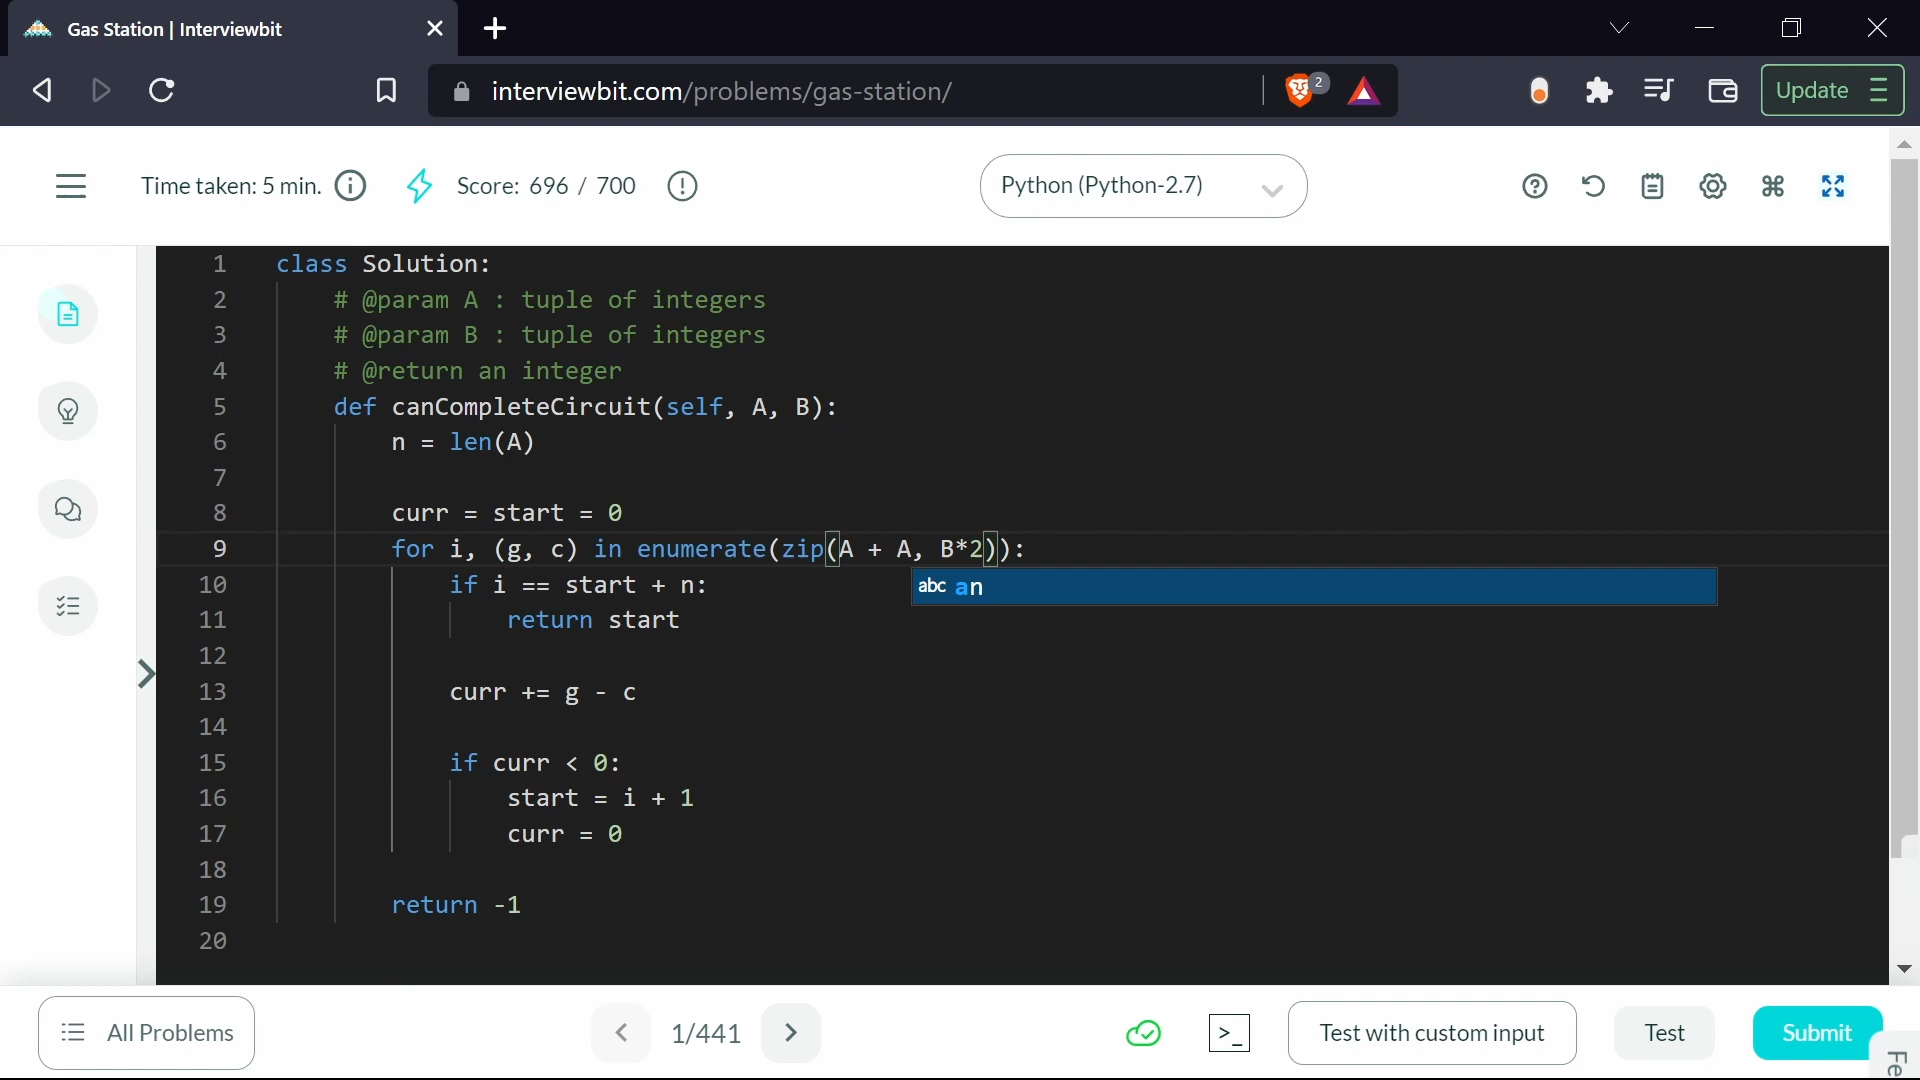 Gas Station | Interviewbit
interviewbit.com/problems/gas-station/
2
Update
Time taken: 5 min.
Score: 696 / 700
Python (Python-2.7)
1 class Solution:
2 # @param A : tuple of integers
3 # @param B : tuple of integers
4 # @return an integer
5 def canCompleteCircuit(self, A, B):
6 n = len(A)
7
8 curr = start = 0
9 for i, (g, c) in enumerate(zip(A + A, B*2)):
10 if i == start + n:
abc an
11 return start
12
13 curr += g - c
14
15 if curr < 0:
16 start = i + 1
17 curr = 0
18
19 return -1
20
All Problems
1/441
>_
Test with custom input
Test
Submit
Fe